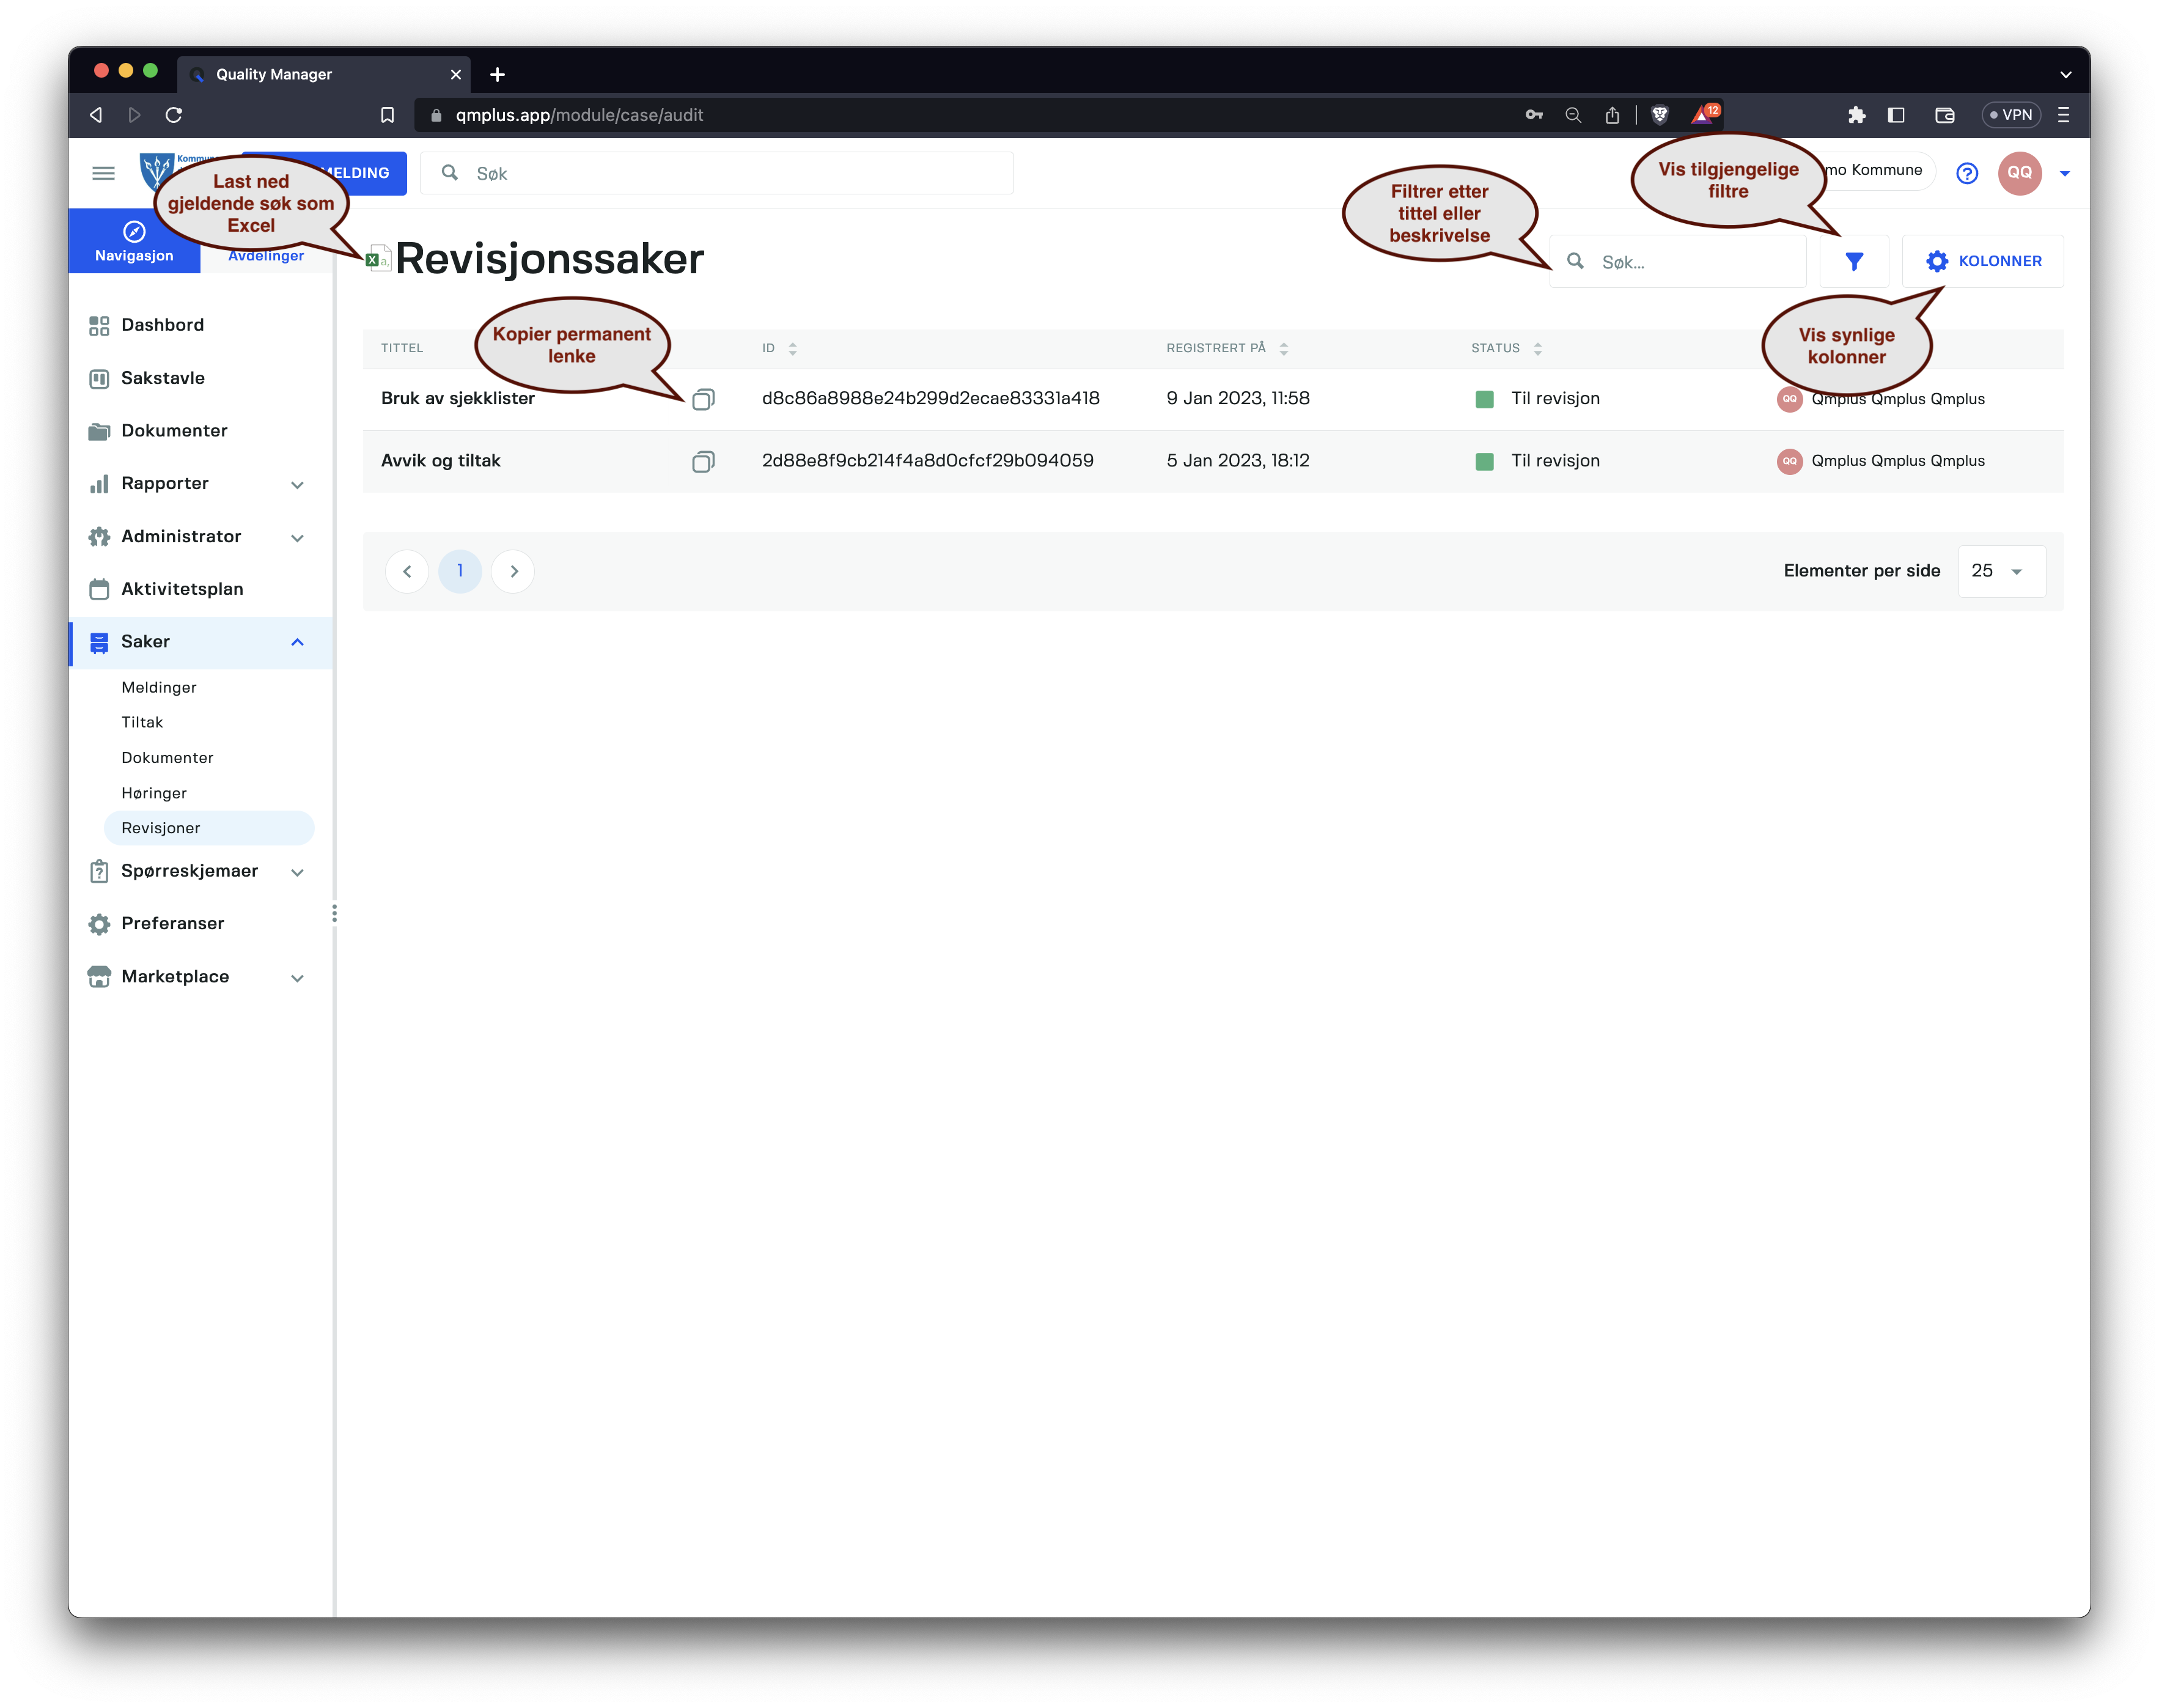 Quality Manager
qmplus.app/module/case/audit
12
VPN
Last ned
gjeldende søk som
Excel
MELDING
Søk
Filtrer etter
tittel eller
beskrivelse
Vis tilgjengelige
filtre
Kommune
QQ
Navigasjon
Avdelinger
Revisjonssaker
Søk...
KOLONNER
Kopier permanent
lenke
Vis synlige
kolonner
TITTEL
ID
REGISTRERT PÅ
STATUS
Bruk av sjekklister
d8c86a8988e24b299d2ecae83331a418
9 Jan 2023, 11:58
Til revisjon
QQ
Qmplus Qmplus Qmplus
Avvik og tiltak
2d88e8f9cb214f4a8d0cfcf29b094059
5 Jan 2023, 18:12
Til revisjon
QQ
Qmplus Qmplus Qmplus
1
Elementer per side
25
Dashbord
Sakstavle
Dokumenter
Rapporter
Administrator
Aktivitetsplan
Saker
Meldinger
Tiltak
Dokumenter
Høringer
Revisjoner
Spørreskjemaer
Preferanser
Marketplace